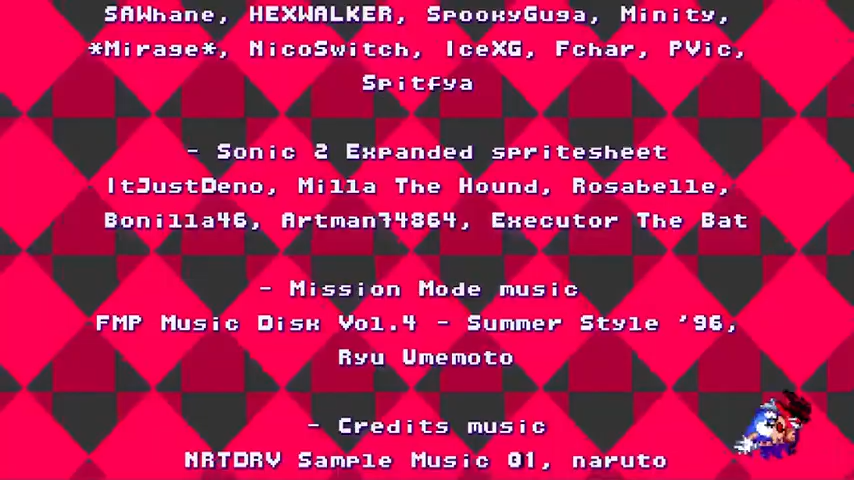 SAWhane, HEXWALKER, SpookyGuga, Minity,
*Mirage*, NicoSwitch, IceXG, Fchar, PVic,
Spitfya
- Sonic 2 Expanded spritesheet
ItJustDeno, Milla The Hound, Rosabelle,
Bonilla46, Artman74864, Executor The Bat
- Mission Mode music
FMP Music Disk Vol.4 - Summer Style '96,
Ryu Umemoto
- Credits music
NRTDRV Sample Music 01, naruto